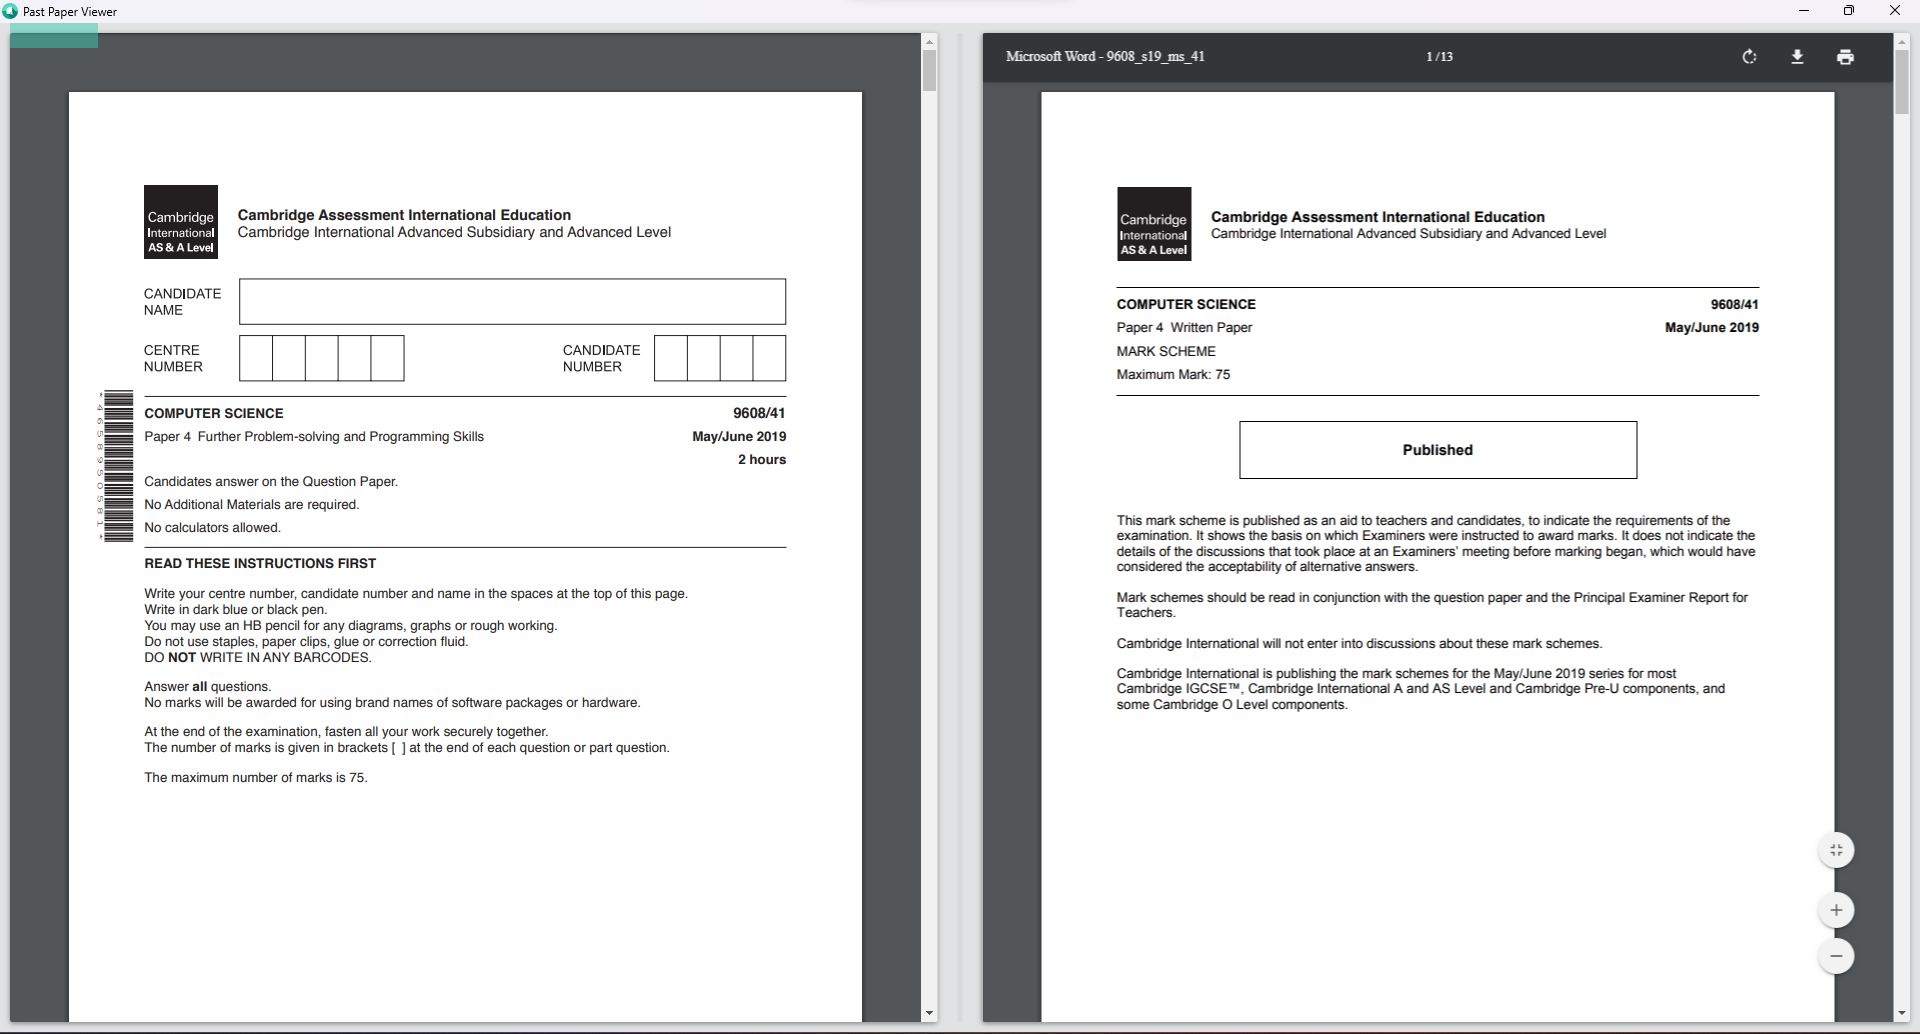 Past Paper Viewer
Cambridge
International
AS & A Level
Cambridge Assessment International Education
Cambridge International Advanced Subsidiary and Advanced Level
CANDIDATE
NAME
CENTRE
NUMBER
CANDIDATE
NUMBER
* 4 6 5 8 9 5 0 5 8 1 *
COMPUTER SCIENCE 9608/41
Paper 4 Further Problem-solving and Programming Skills May/June 2019
2 hours
Candidates answer on the Question Paper.
No Additional Materials are required.
No calculators allowed.
READ THESE INSTRUCTIONS FIRST
Write your centre number, candidate number and name in the spaces at the top of this page.
Write in dark blue or black pen.
You may use an HB pencil for any diagrams, graphs or rough working.
Do not use staples, paper clips, glue or correction fluid.
DO NOT WRITE IN ANY BARCODES.
Answer all questions.
No marks will be awarded for using brand names of software packages or hardware.
At the end of the examination, fasten all your work securely together.
The number of marks is given in brackets [ ] at the end of each question or part question.
The maximum number of marks is 75.
Microsoft Word - 9608_s19_ms_41 1 / 13
Cambridge
International
AS & A Level
Cambridge Assessment International Education
Cambridge International Advanced Subsidiary and Advanced Level
COMPUTER SCIENCE 9608/41
Paper 4 Written Paper May/June 2019
MARK SCHEME
Maximum Mark: 75
Published
This mark scheme is published as an aid to teachers and candidates, to indicate the requirements of the
examination. It shows the basis on which Examiners were instructed to award marks. It does not indicate the
details of the discussions that took place at an Examiners' meeting before marking began, which would have
considered the acceptability of alternative answers.
Mark schemes should be read in conjunction with the question paper and the Principal Examiner Report for
Teachers.
Cambridge International will not enter into discussions about these mark schemes.
Cambridge International is publishing the mark schemes for the May/June 2019 series for most
Cambridge IGCSE™, Cambridge International A and AS Level and Cambridge Pre-U components, and
some Cambridge O Level components.